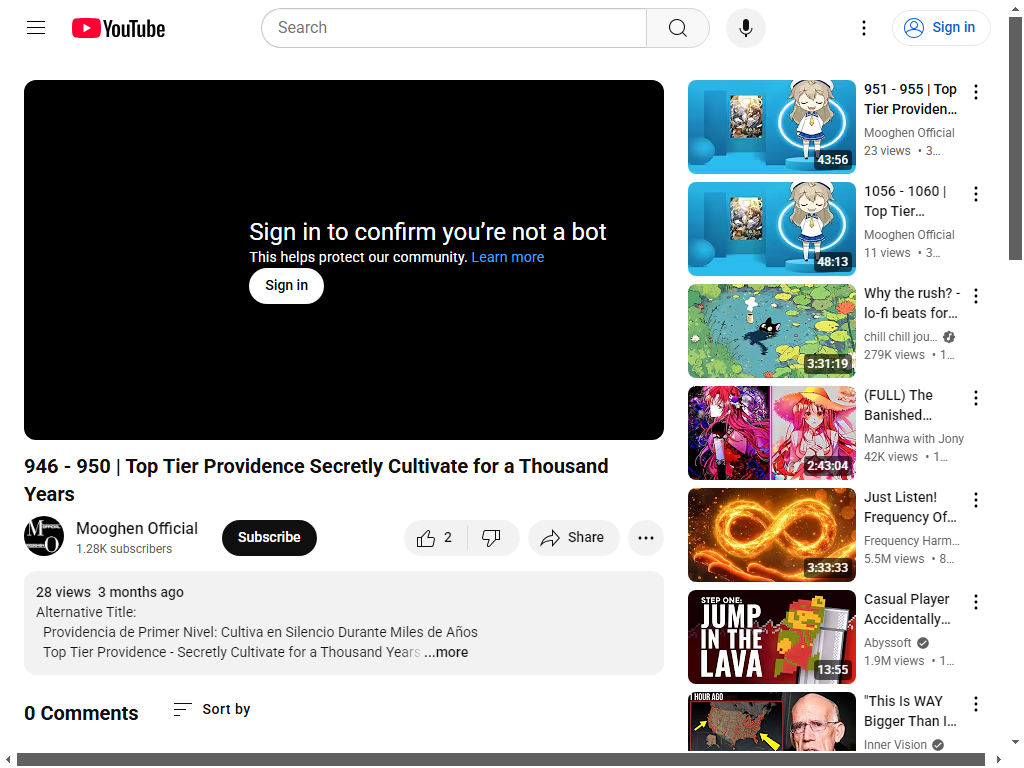 YouTube
Search
Sign in
Sign in to confirm you’re not a bot
This helps protect our community. Learn more
Sign in
946 - 950 | Top Tier Providence Secretly Cultivate for a Thousand
Years
Mooghen Official
1.28K subscribers
Subscribe
2
Share
28 views 3 months ago
Alternative Title:
Providencia de Primer Nivel: Cultiva en Silencio Durante Miles de Años
Top Tier Providence - Secretly Cultivate for a Thousand Years ...more
0 Comments
Sort by
43:56
951 - 955 | Top
Tier Providen...
Mooghen Official
23 views • 3...
48:13
1056 - 1060 |
Top Tier...
Mooghen Official
11 views • 3...
3:31:19
Why the rush? -
lo-fi beats for...
chill chill jou...
279K views • 1...
2:43:04
(FULL) The
Banished...
Manhwa with Jony
42K views • 1...
3:33:33
Just Listen!
Frequency Of...
Frequency Harm...
5.5M views • 8...
STEP ONE:
JUMP
IN THE
LAVA
13:55
Casual Player
Accidentally...
Abyssoft
1.9M views • 1...
HOUR AGO
"This Is WAY
Bigger Than I...
Inner Vision